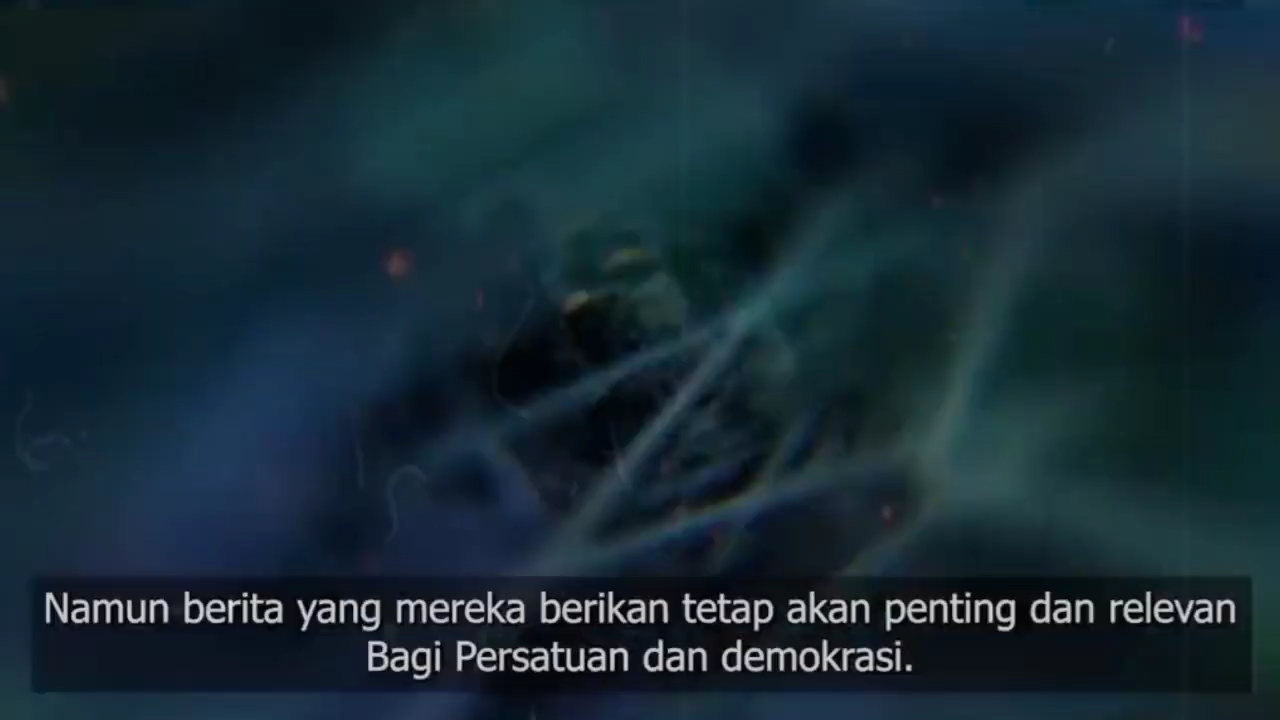 Namun berita yang mereka berikan tetap akan penting dan relevan
Bagi Persatuan dan demokrasi.